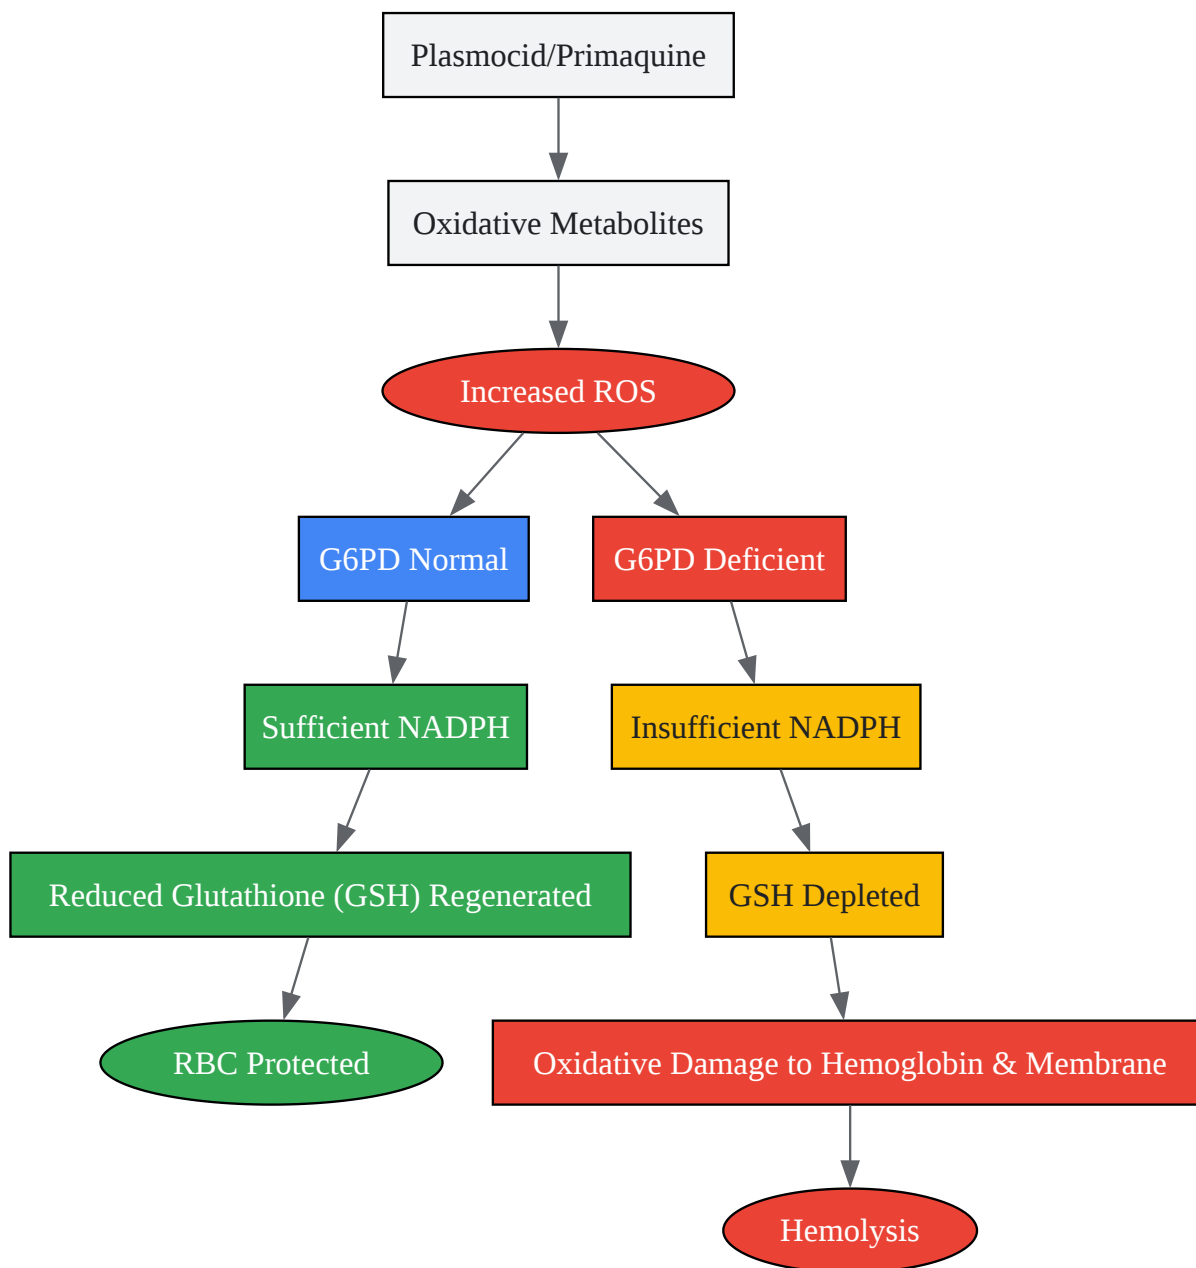 Plasmocid/Primaquine
Oxidative Metabolites
Increased ROS
G6PD Normal
G6PD Deficient
Sufficient NADPH
Insufficient NADPH
Reduced Glutathione (GSH) Regenerated
GSH Depleted
RBC Protected
Oxidative Damage to Hemoglobin & Membrane
Hemolysis